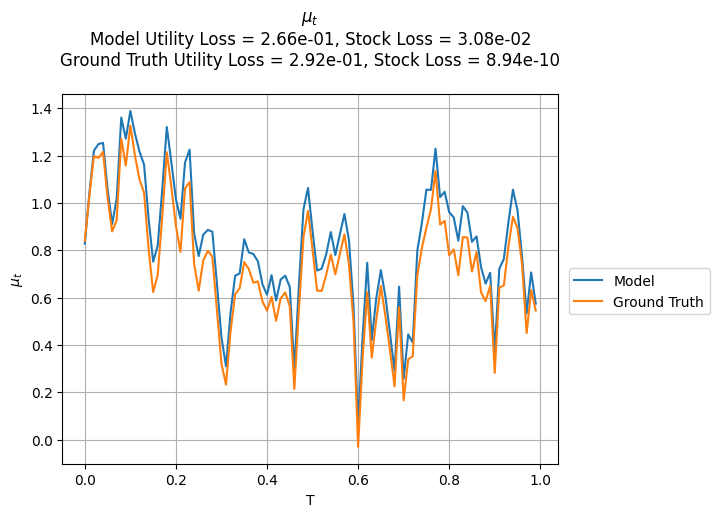 μt
Model Utility Loss = 2.66e-01, Stock Loss = 3.08e-02
Ground Truth Utility Loss = 2.92e-01, Stock Loss = 8.94e-10
1.4
1.2
1.0
0.8
0.6
0.4
0.2
0.0
μt
0.0 0.2 0.4 0.6 0.8 1.0
T
Model
Ground Truth